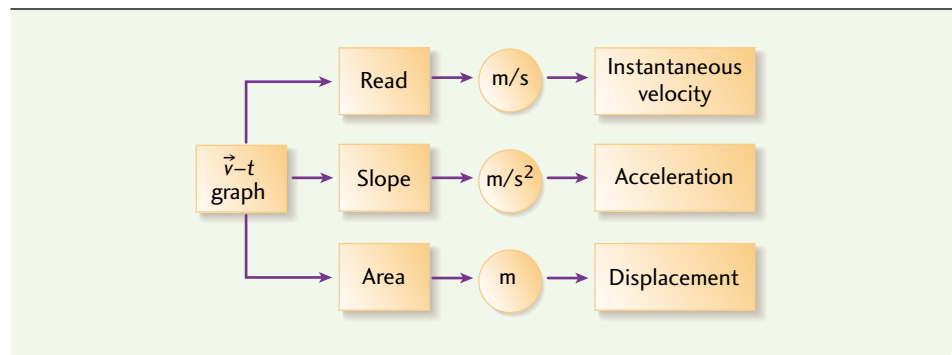 Read
m/s
Instantaneous
velocity
v⃗–t
graph
Slope
m/s²
Acceleration
Area
m
Displacement